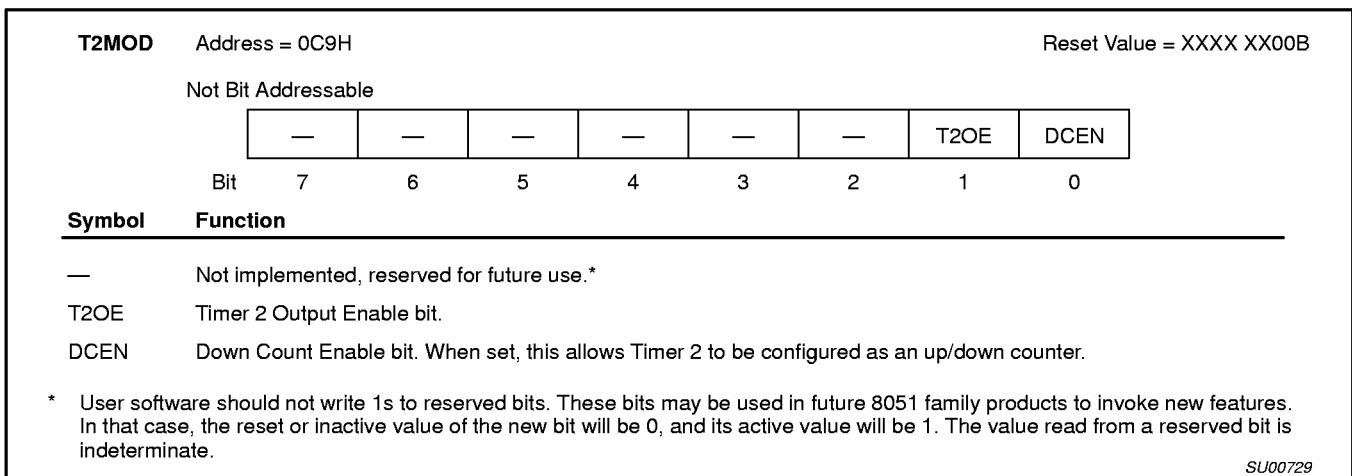 T2MOD Address = 0C9H Reset Value = XXXX XX00B
Not Bit Addressable
— — — — — — T2OE DCEN
Bit 7 6 5 4 3 2 1 0
Symbol Function
— Not implemented, reserved for future use.*
T2OE Timer 2 Output Enable bit.
DCEN Down Count Enable bit. When set, this allows Timer 2 to be configured as an up/down counter.
* User software should not write 1s to reserved bits. These bits may be used in future 8051 family products to invoke new features.
In that case, the reset or inactive value of the new bit will be 0, and its active value will be 1. The value read from a reserved bit is
indeterminate.
SU00729